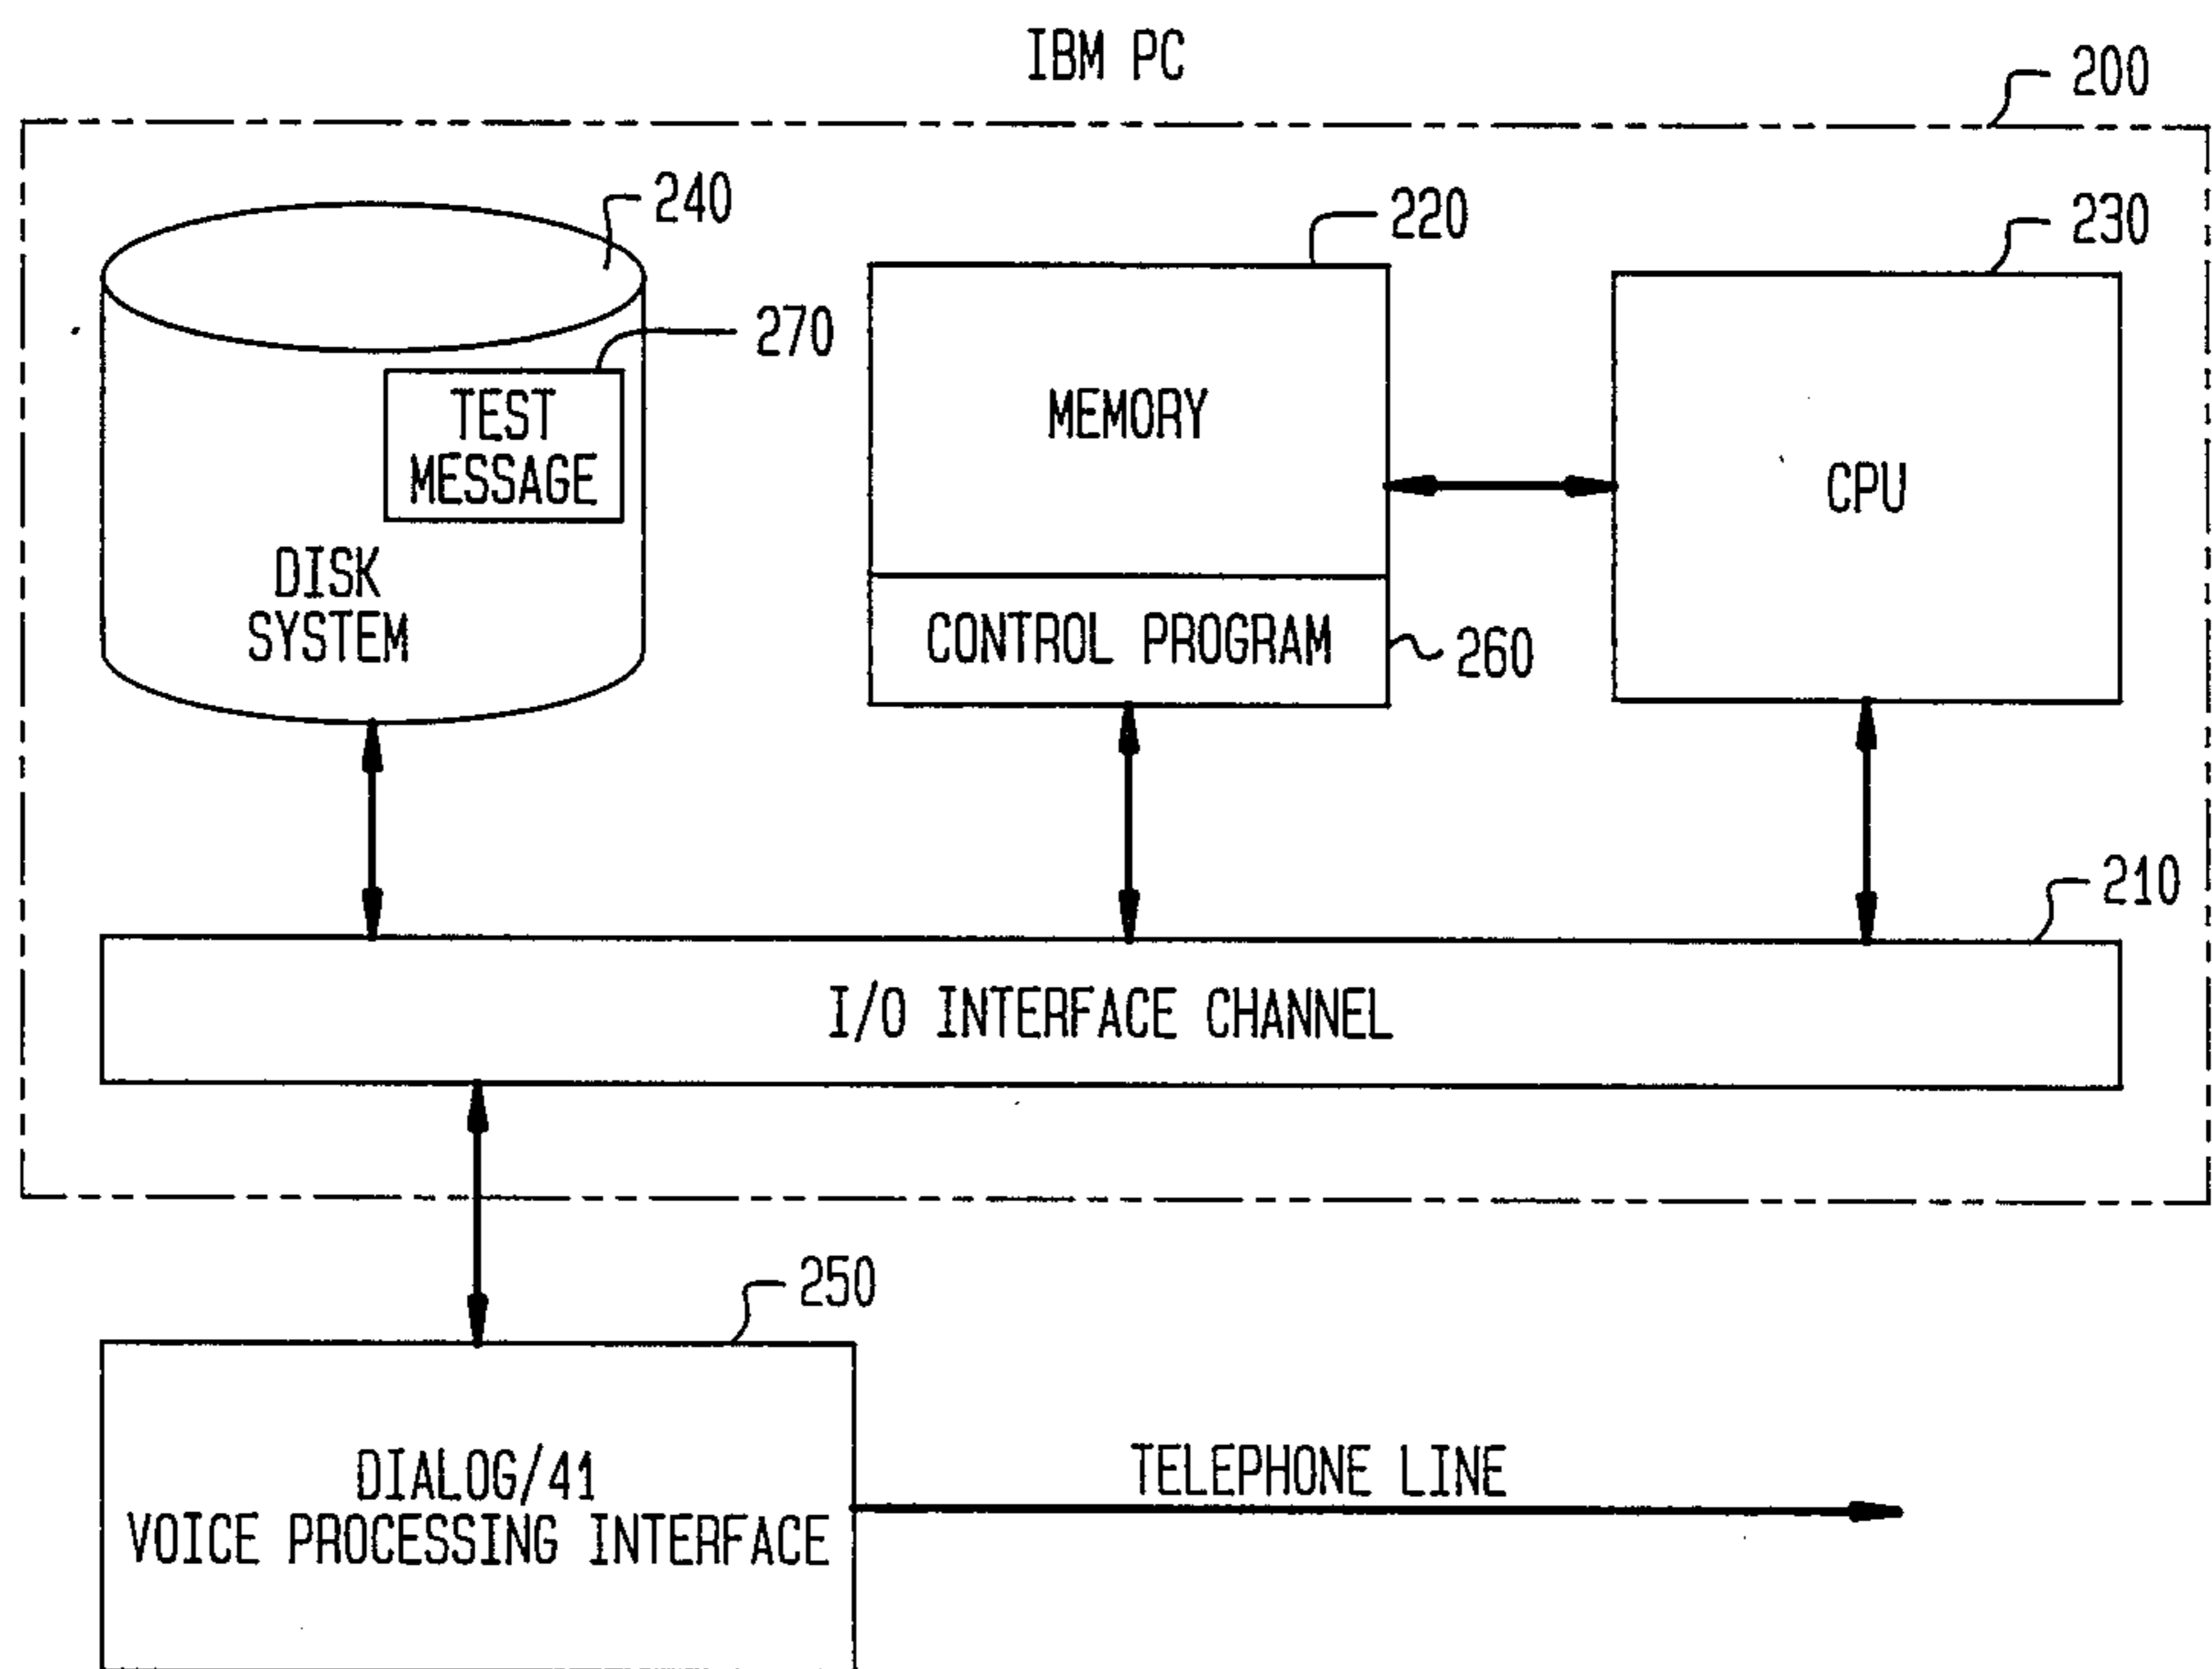 IBM PC
200
240
220
230
270
TEST
MESSAGE
MEMORY
CPU
DISK
SYSTEM
CONTROL PROGRAM
260
210
I/O INTERFACE CHANNEL
250
DIALOG/41
VOICE PROCESSING INTERFACE
TELEPHONE LINE